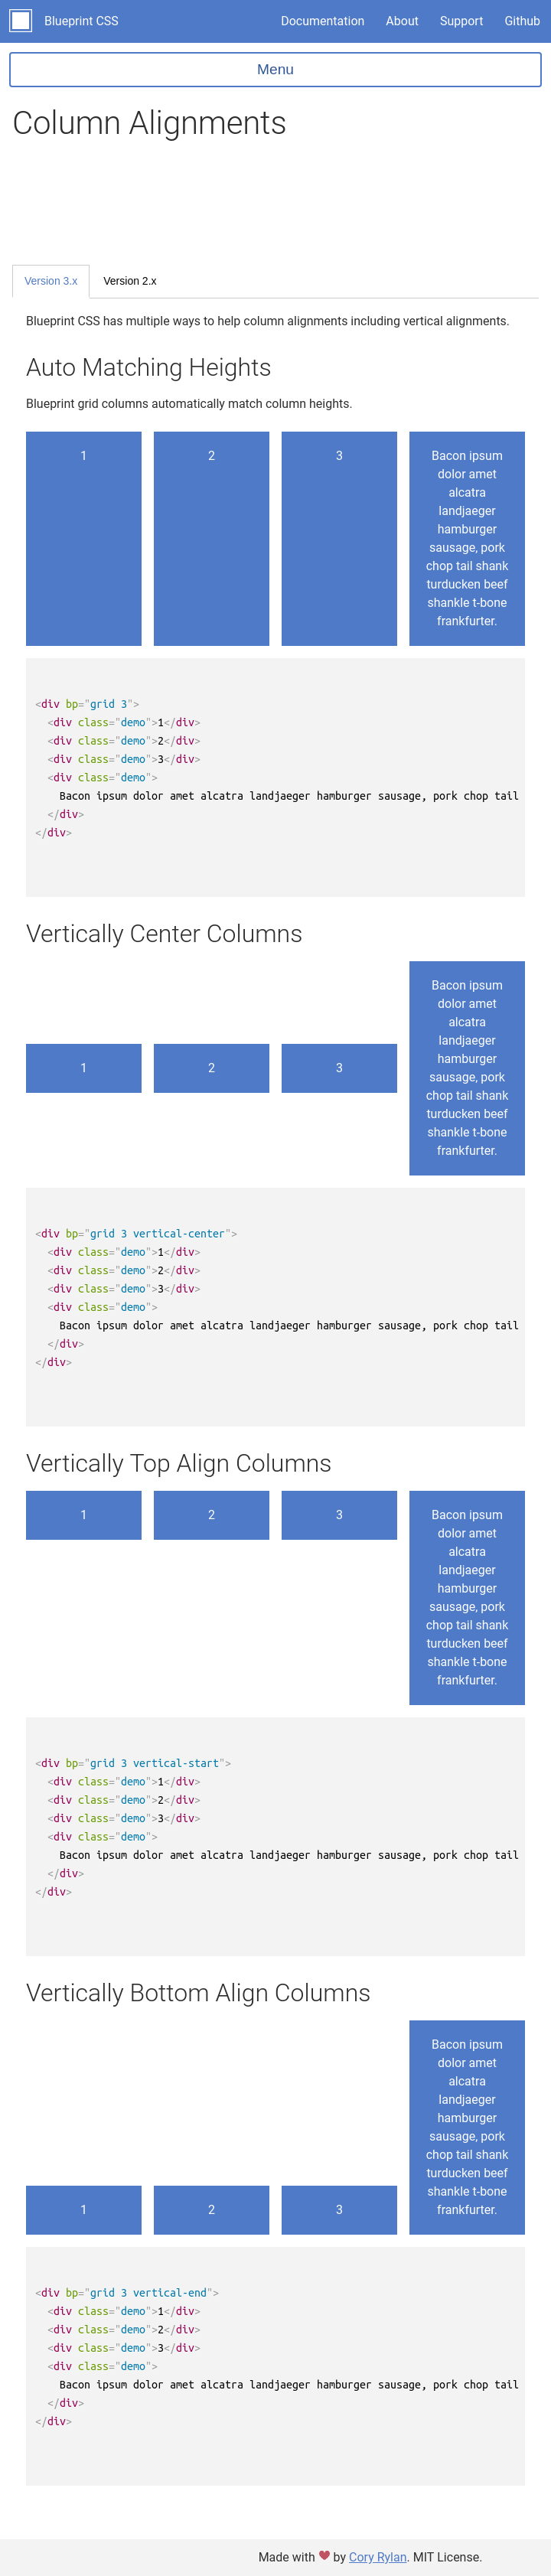 Blueprint CSS
Documentation About Support Github
Menu
Column Alignments
Version 3.x Version 2.x
Blueprint CSS has multiple ways to help column alignments including vertical alignments.
Auto Matching Heights
Blueprint grid columns automatically match column heights.
1 2 3
Bacon ipsum
dolor amet
alcatra
landjaeger
hamburger
sausage, pork
chop tail shank
turducken beef
shankle t-bone
frankfurter.
<div bp="grid 3">
  <div class="demo">1</div>
  <div class="demo">2</div>
  <div class="demo">3</div>
  <div class="demo">
    Bacon ipsum dolor amet alcatra landjaeger hamburger sausage, pork chop tail
  </div>
</div>
Vertically Center Columns
1 2 3
Bacon ipsum
dolor amet
alcatra
landjaeger
hamburger
sausage, pork
chop tail shank
turducken beef
shankle t-bone
frankfurter.
<div bp="grid 3 vertical-center">
  <div class="demo">1</div>
  <div class="demo">2</div>
  <div class="demo">3</div>
  <div class="demo">
    Bacon ipsum dolor amet alcatra landjaeger hamburger sausage, pork chop tail
  </div>
</div>
Vertically Top Align Columns
1 2 3
Bacon ipsum
dolor amet
alcatra
landjaeger
hamburger
sausage, pork
chop tail shank
turducken beef
shankle t-bone
frankfurter.
<div bp="grid 3 vertical-start">
  <div class="demo">1</div>
  <div class="demo">2</div>
  <div class="demo">3</div>
  <div class="demo">
    Bacon ipsum dolor amet alcatra landjaeger hamburger sausage, pork chop tail
  </div>
</div>
Vertically Bottom Align Columns
1 2 3
Bacon ipsum
dolor amet
alcatra
landjaeger
hamburger
sausage, pork
chop tail shank
turducken beef
shankle t-bone
frankfurter.
<div bp="grid 3 vertical-end">
  <div class="demo">1</div>
  <div class="demo">2</div>
  <div class="demo">3</div>
  <div class="demo">
    Bacon ipsum dolor amet alcatra landjaeger hamburger sausage, pork chop tail
  </div>
</div>
Made with ♥ by Cory Rylan. MIT License.